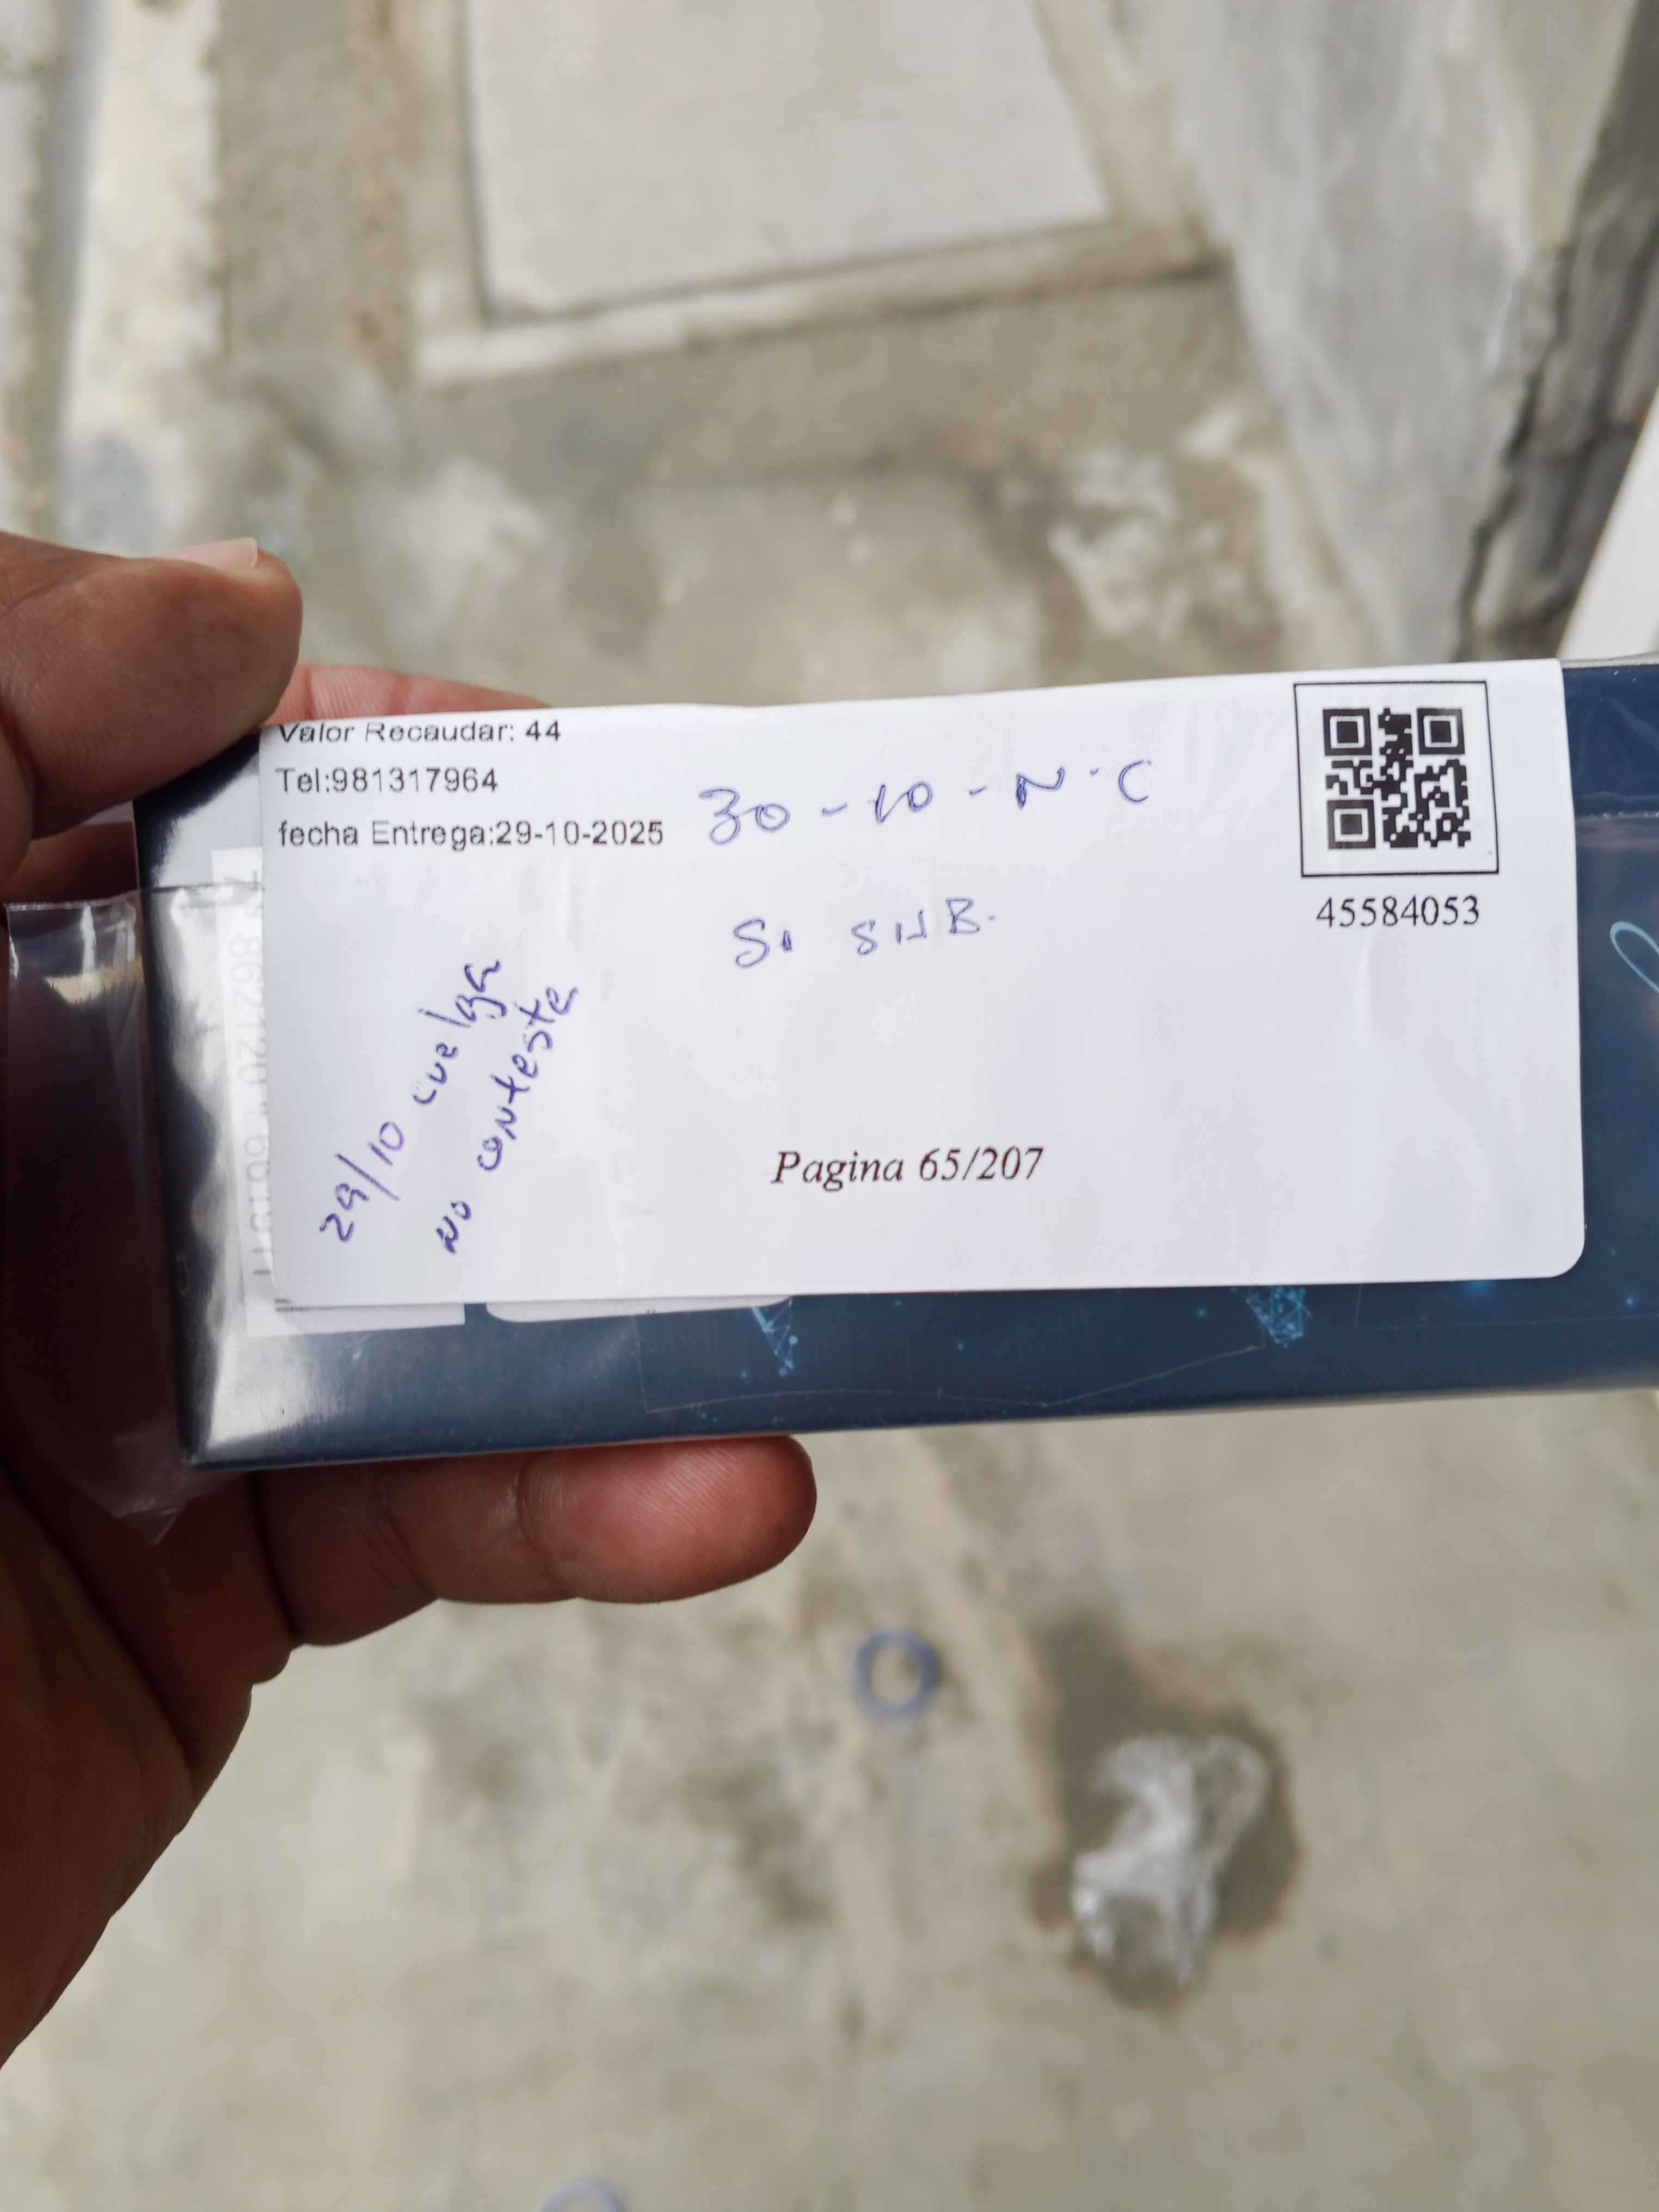 Valor Recaudar: 44
Tel:981317964
fecha Entrega:29-10-2025
30-10-N.C
45584053
29/10 cuelga
no conteste
Pagina 65/207